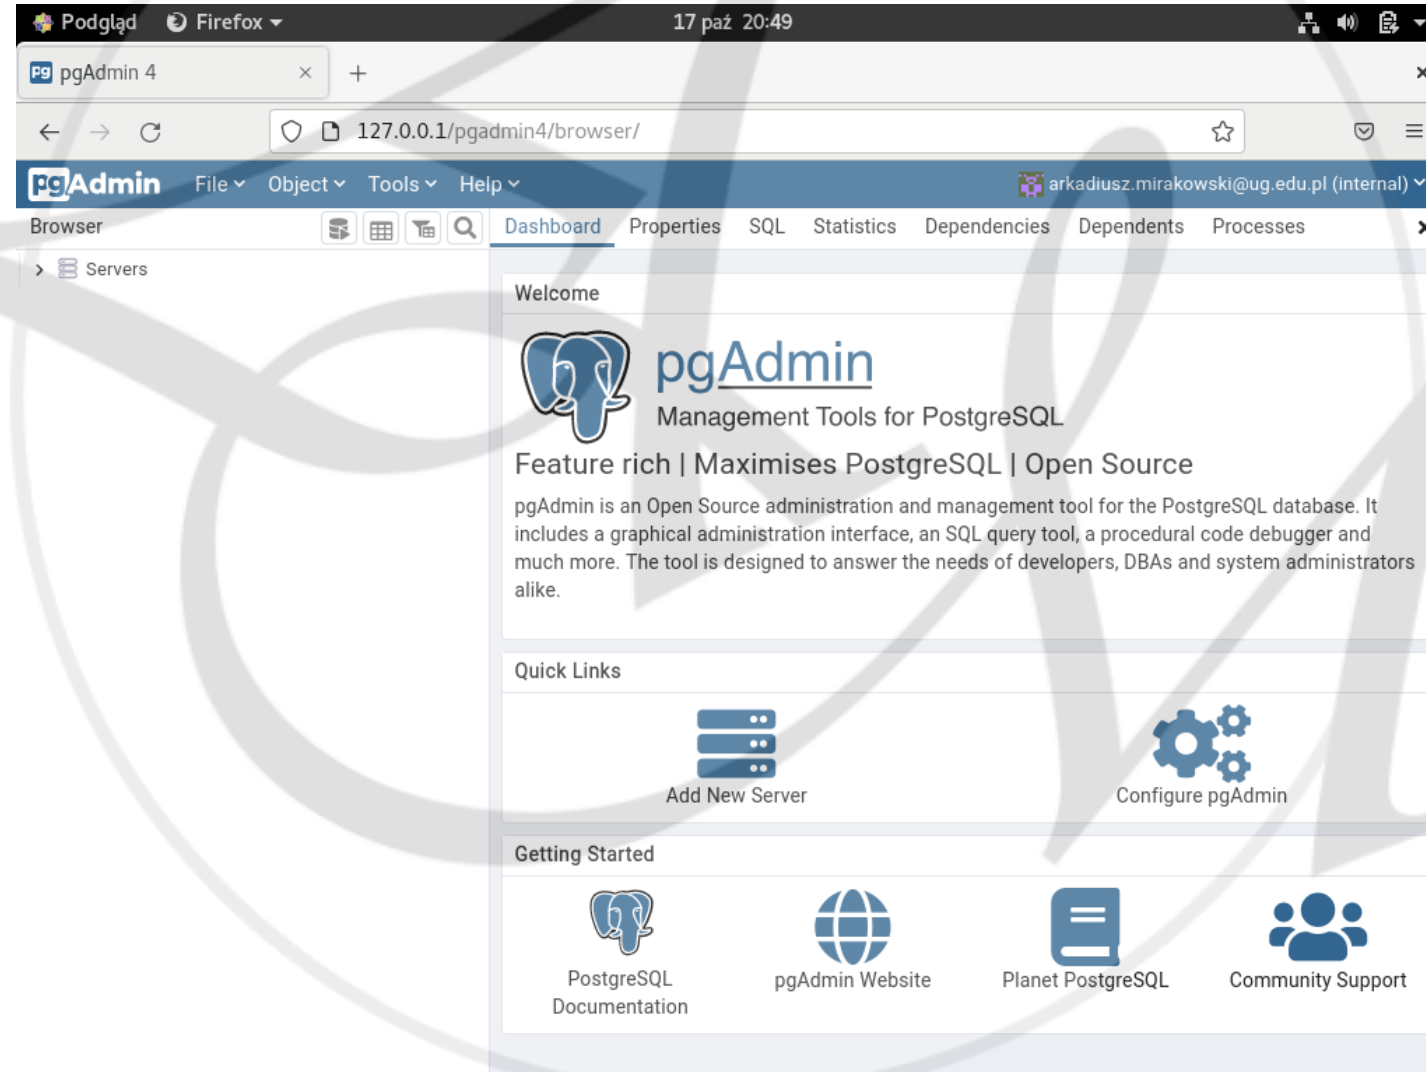 Podgląd Firefox 17 paź 20:49
pgAdmin 4
127.0.0.1/pgadmin4/browser/
pgAdmin File Object Tools Help arkadiusz.mirakowski@ug.edu.pl (internal)
Browser Dashboard Properties SQL Statistics Dependencies Dependents Processes
Servers
Welcome
pgAdmin
Management Tools for PostgreSQL
Feature rich | Maximises PostgreSQL | Open Source
pgAdmin is an Open Source administration and management tool for the PostgreSQL database. It
includes a graphical administration interface, an SQL query tool, a procedural code debugger and
much more. The tool is designed to answer the needs of developers, DBAs and system administrators
alike.
Quick Links
Add New Server Configure pgAdmin
Getting Started
PostgreSQL
Documentation
pgAdmin Website
Planet PostgreSQL
Community Support